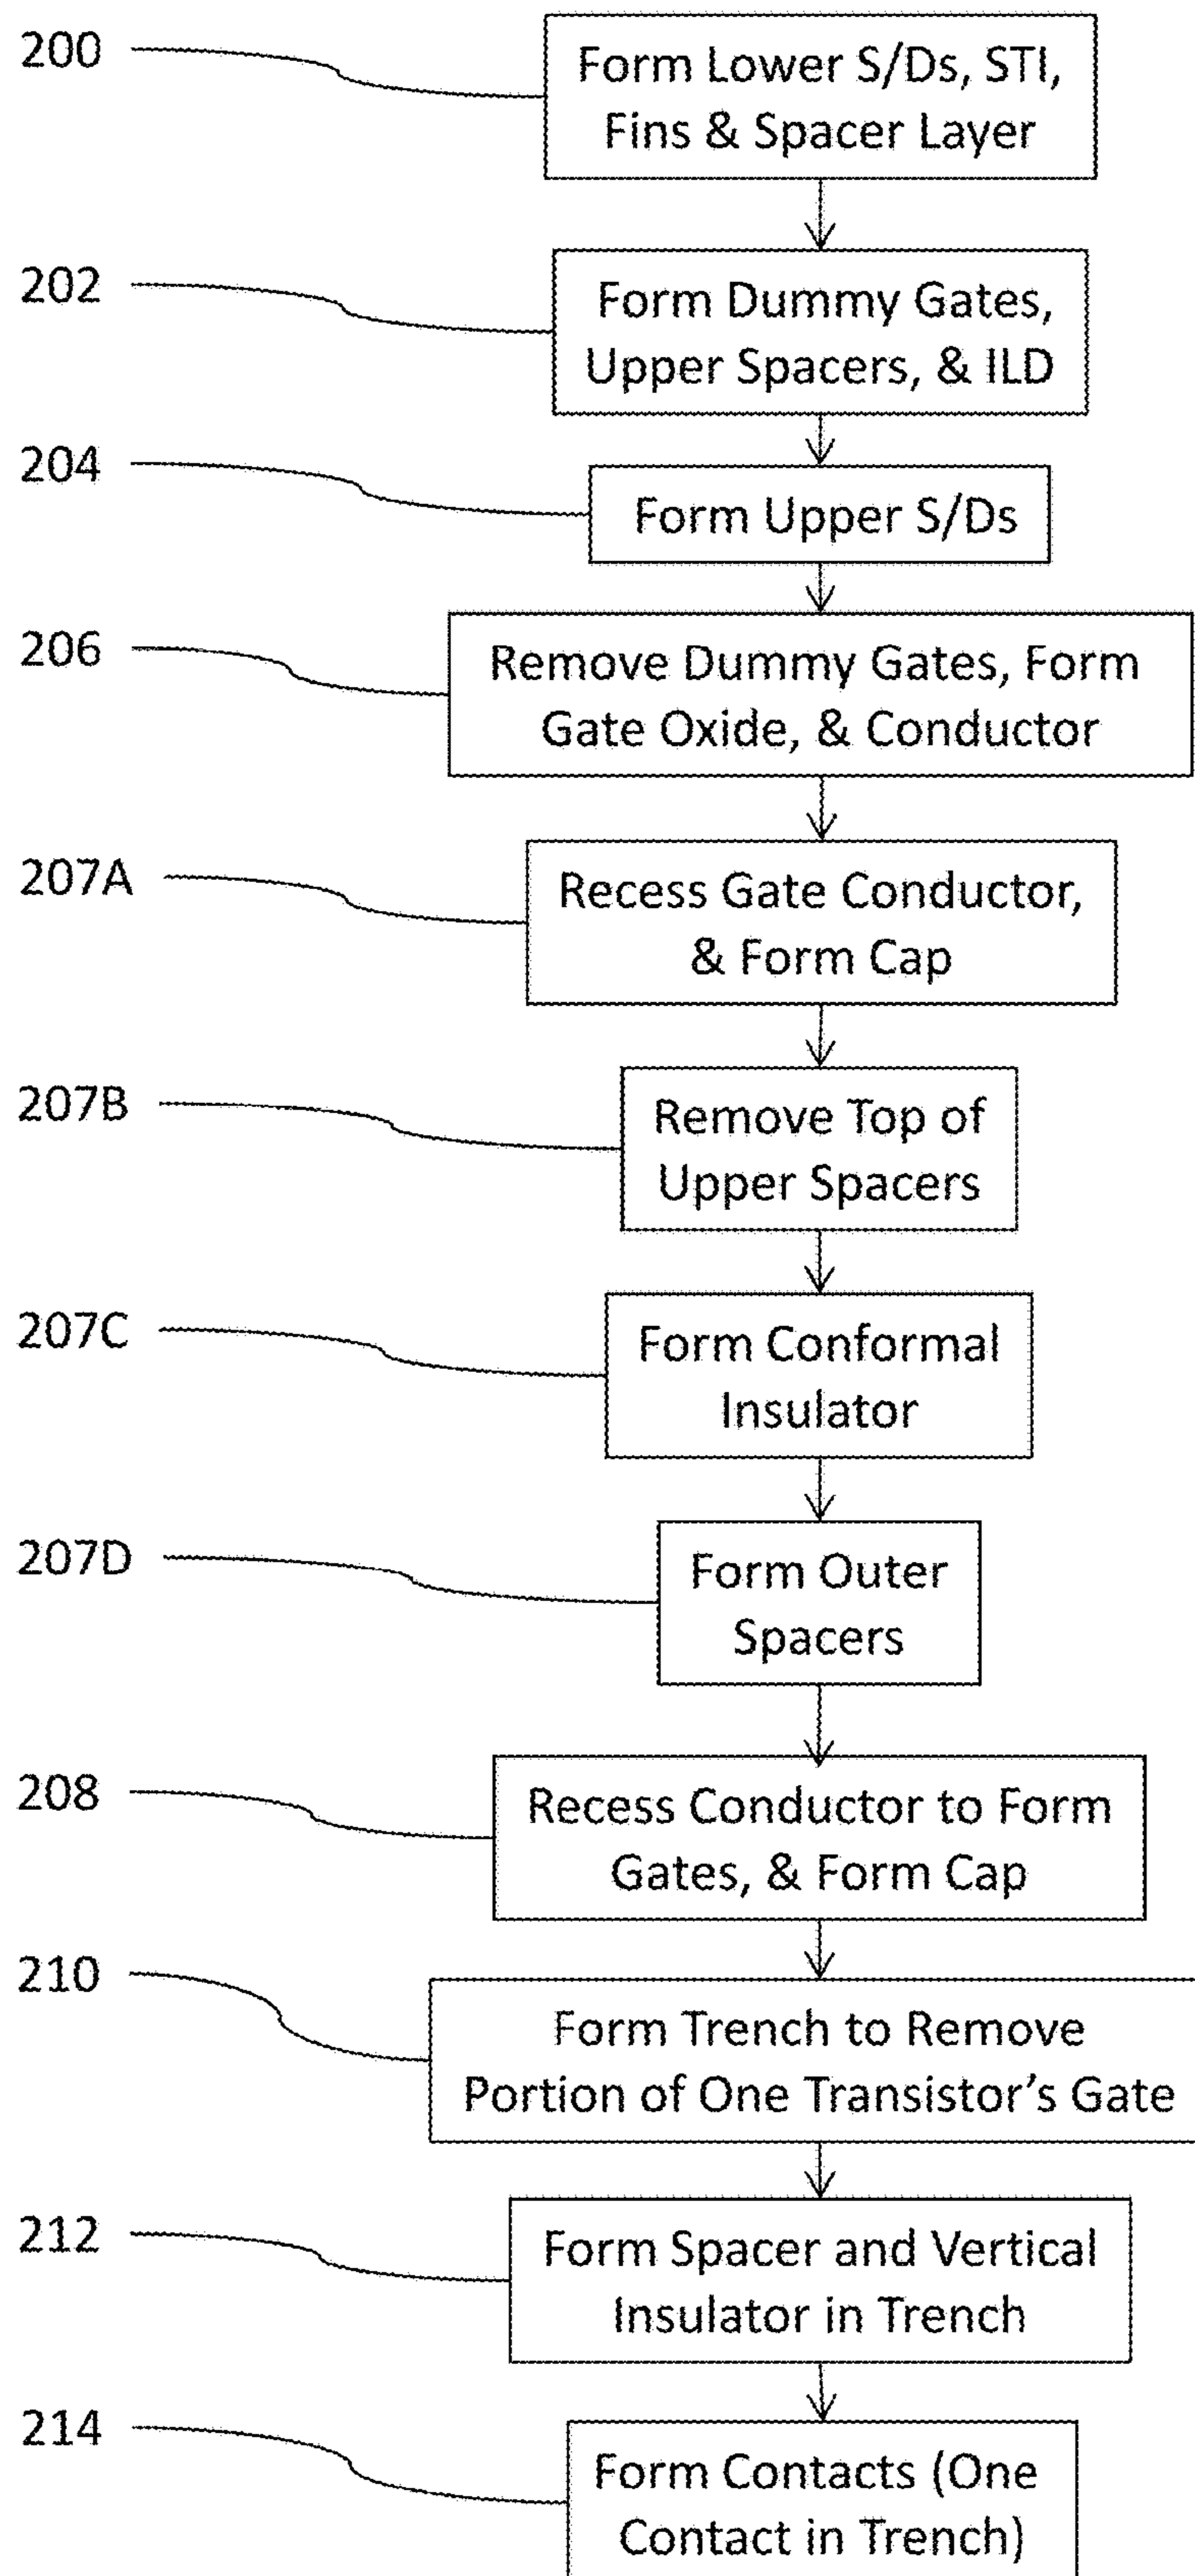 200
Form Lower S/Ds, STI,
Fins & Spacer Layer
202
Form Dummy Gates,
Upper Spacers, & ILD
204
Form Upper S/Ds
206
Remove Dummy Gates, Form
Gate Oxide, & Conductor
207A
Recess Gate Conductor,
& Form Cap
207B
Remove Top of
Upper Spacers
207C
Form Conformal
Insulator
207D
Form Outer
Spacers
208
Recess Conductor to Form
Gates, & Form Cap
210
Form Trench to Remove
Portion of One Transistor's Gate
212
Form Spacer and Vertical
Insulator in Trench
214
Form Contacts (One
Contact in Trench)